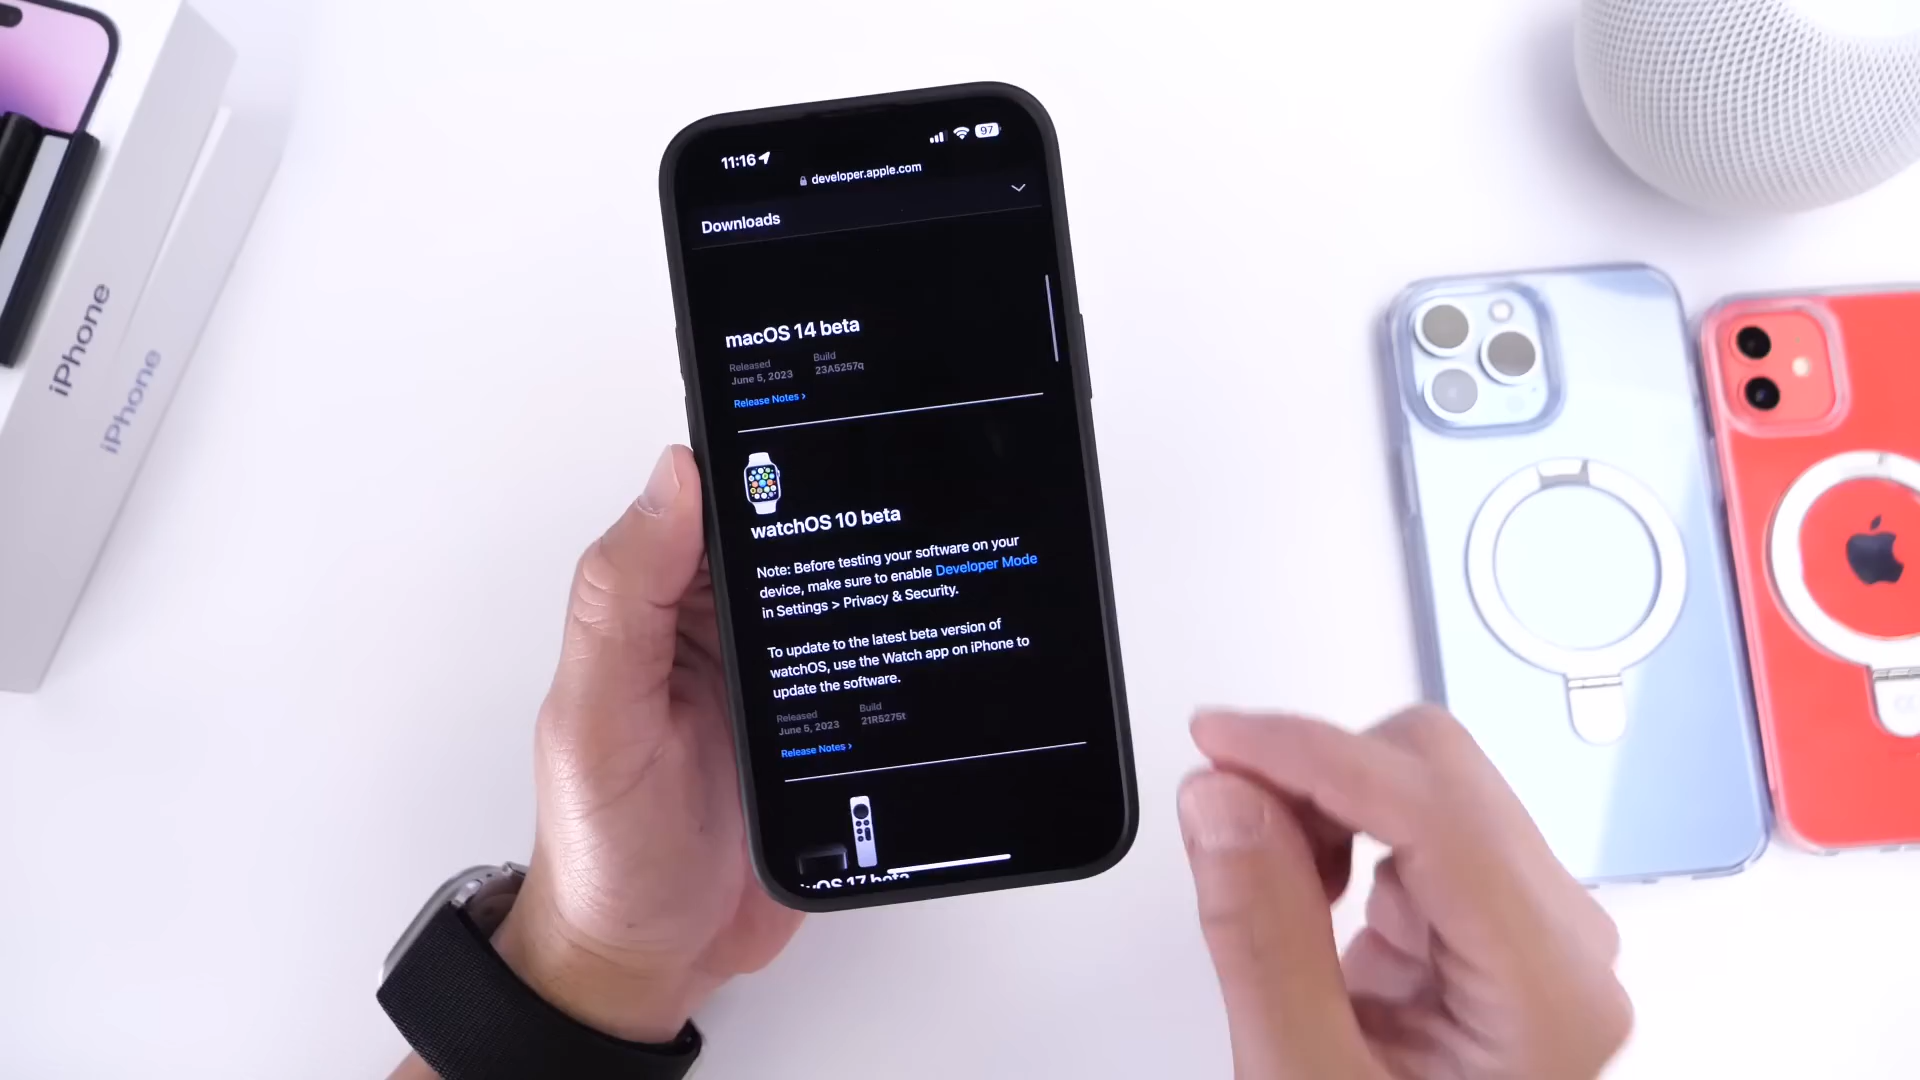 11:16
97
developer.apple.com
Downloads
macOS 14 beta
Released
Build
June 5, 2023
23A5257q
Release Notes >
watchOS 10 beta
Note: Before testing your software on your
device, make sure to enable Developer Mode
in Settings > Privacy & Security.
To update to the latest beta version of
watchOS, use the Watch app on iPhone to
update the software.
Released
Build
June 5, 2023
21R5275t
Release Notes >
tvOS 17 beta
iPhone
iPhone